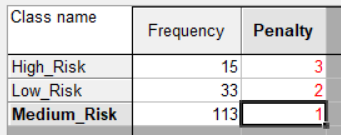 Class name Frequency Penalty
High_Risk 15 3
Low_Risk 33 2
Medium_Risk 113 1